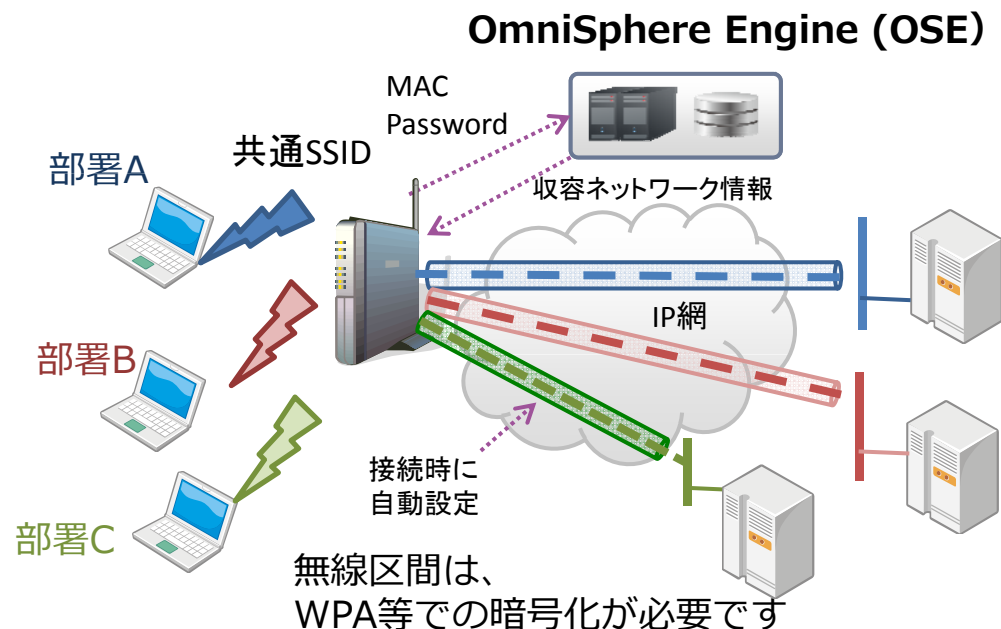 OmniSphere Engine (OSE）
MAC
Password
共通SSID
部署A
収容ネットワーク情報
IP網
部署B
接続時に
自動設定
部署C
無線区間は、
WPA等での暗号化が必要です